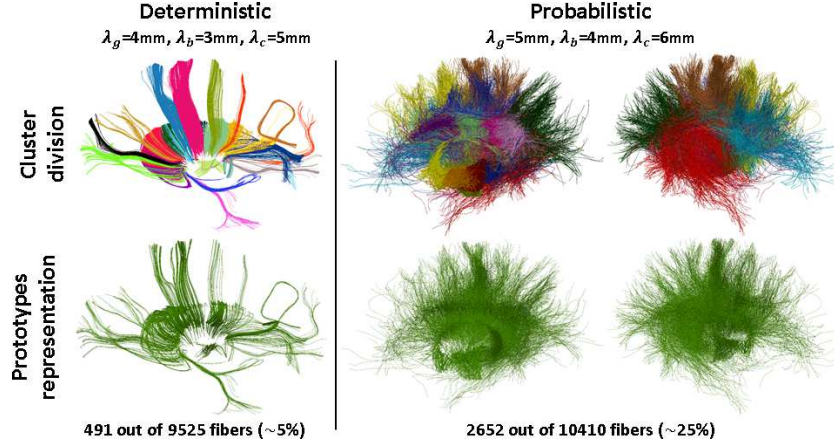 Deterministic
λg=4mm, λb=3mm, λc=5mm
Probabilistic
λg=5mm, λb=4mm, λc=6mm
Cluster
division
Prototypes
representation
491 out of 9525 fibers (~5%)
2652 out of 10410 fibers (~25%)